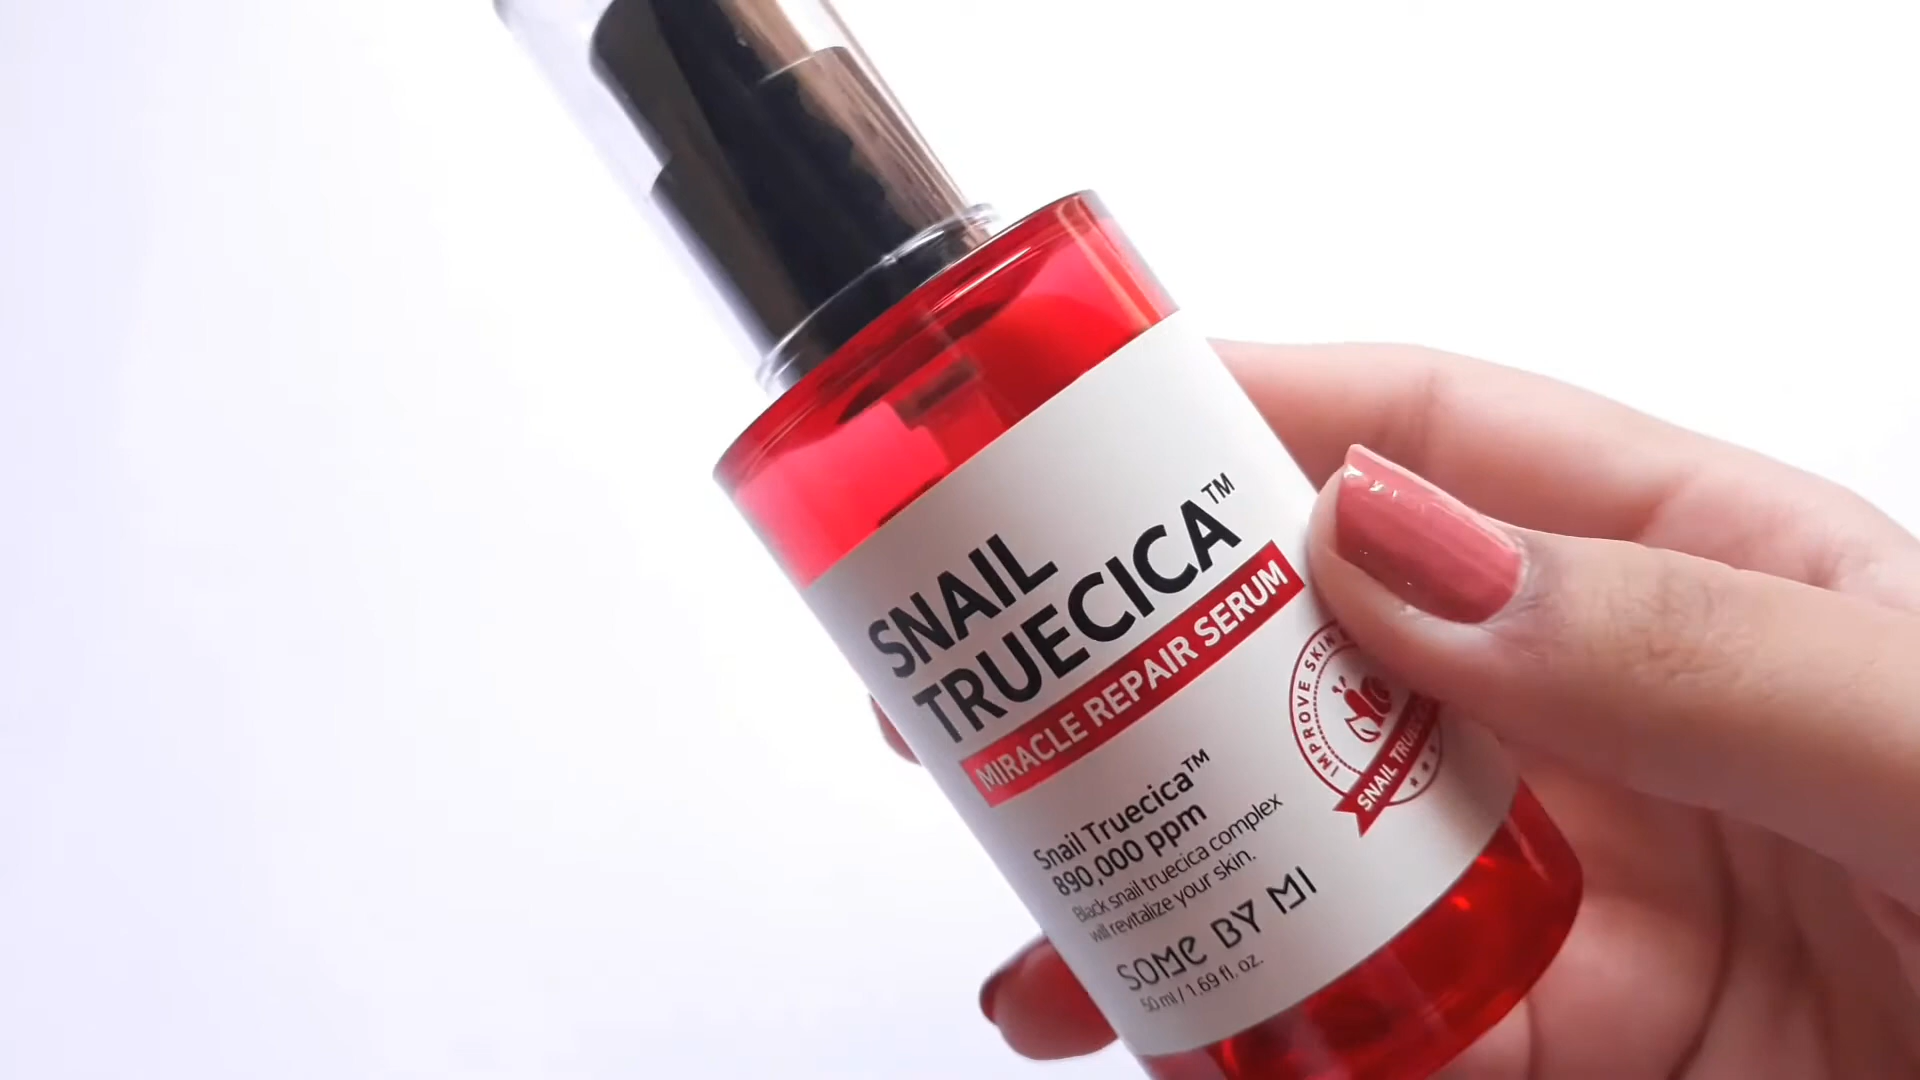 SNAIL
TRUECICA™
MIRACLE REPAIR SERUM
Snail Truecica™
890,000 ppm
Black snail truecica complex
will revitalize your skin.
SOME BY MI
50 ml / 1.69 fl. oz.
IMPROVE SKIN
SNAIL